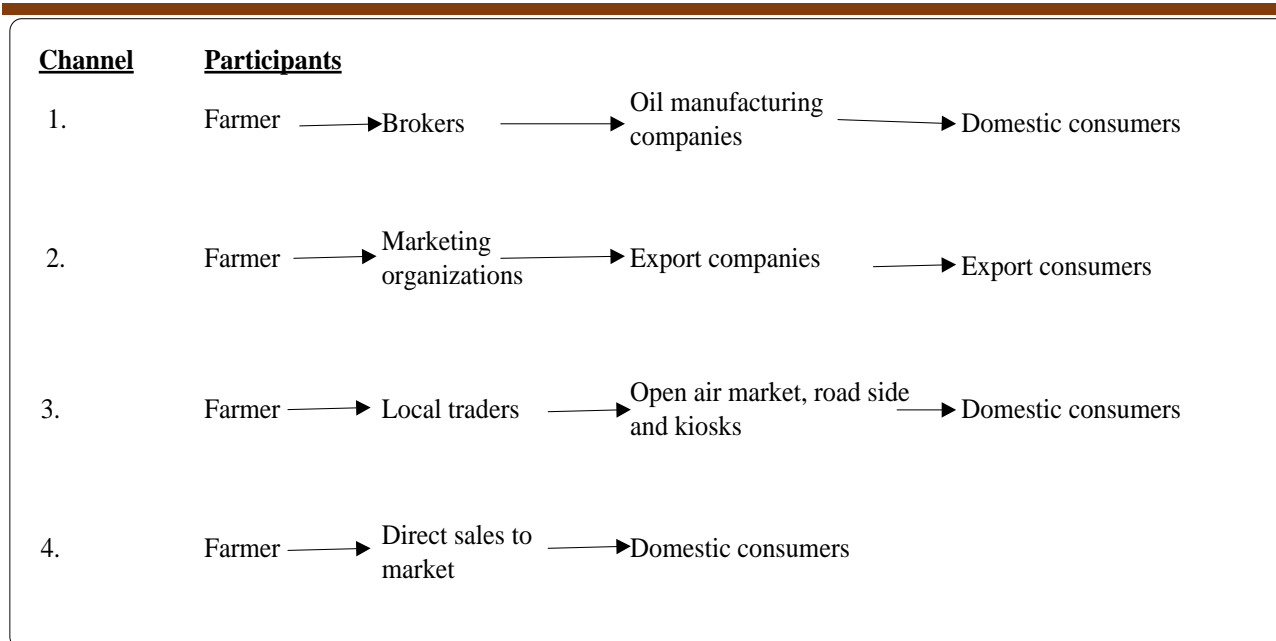 Channel Participants
1. Farmer Brokers Oil manufacturing companies Domestic consumers
2. Farmer Marketing organizations Export companies Export consumers
3. Farmer Local traders Open air market, road side and kiosks Domestic consumers
4. Farmer Direct sales to market Domestic consumers